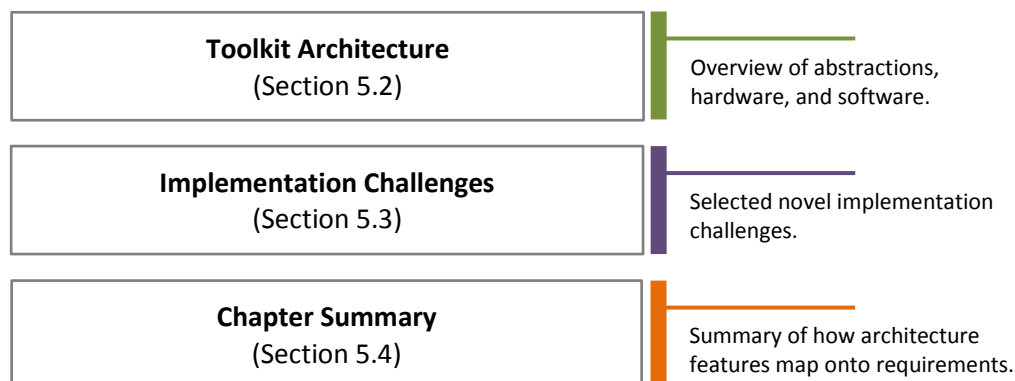 Toolkit Architecture
(Section 5.2)
Overview of abstractions,
hardware, and software.
Implementation Challenges
(Section 5.3)
Selected novel implementation
challenges.
Chapter Summary
(Section 5.4)
Summary of how architecture
features map onto requirements.